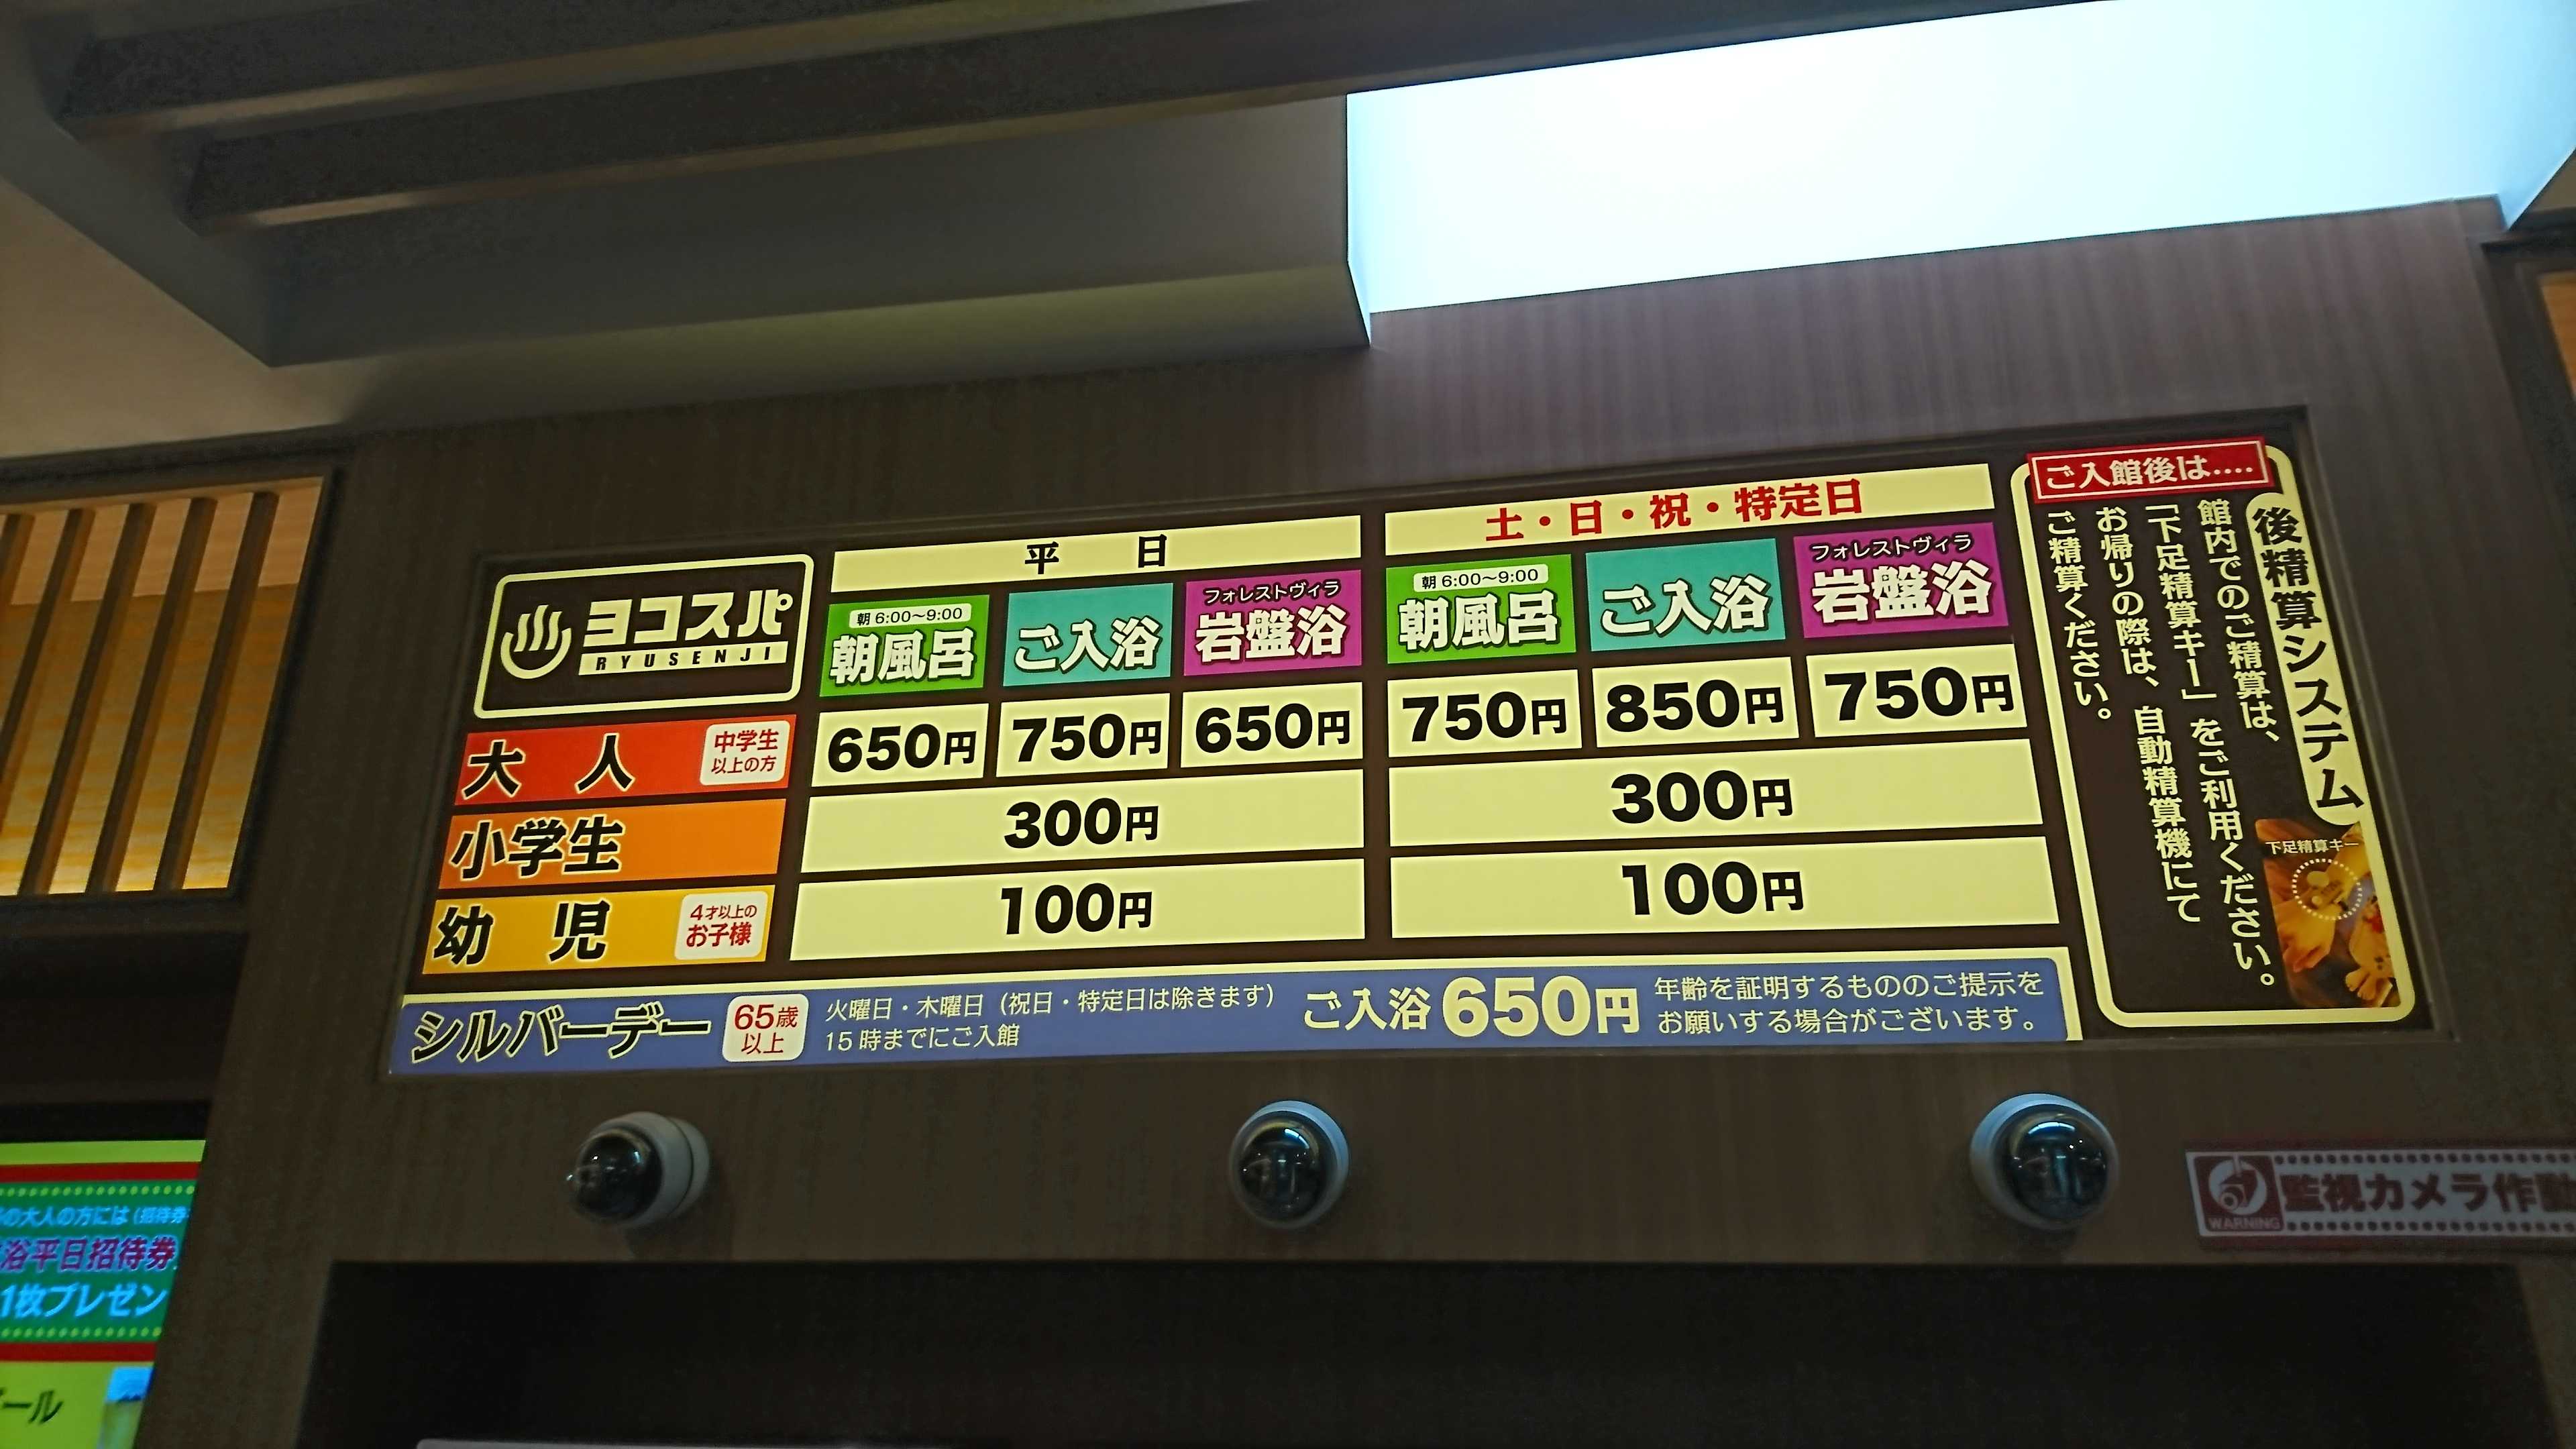 ヨコスパ
RYUSENJI
平 日
朝 6:00～9:00
朝風呂
ご入浴
フォレストヴィラ
岩盤浴
土・日・祝・特定日
朝 6:00～9:00
朝風呂
ご入浴
フォレストヴィラ
岩盤浴
大 人
中学生
以上の方
650円
750円
650円
750円
850円
750円
小学生
300円
300円
幼 児
4才以上の
お子様
100円
100円
シルバーデー
65歳
以上
火曜日・木曜日（祝日・特定日は除きます）
15時までにご入館
ご入浴 650円
年齢を証明するもののご提示を
お願いする場合がございます。
ご入館後は‥‥
後精算システム
館内でのご精算は、
「下足精算キー」をご利用ください。
お帰りの際は、自動精算機にて
ご精算ください。
下足精算キー
WARNING
監視カメラ作動
の大人の方には（招待券
浴平日招待券
1枚プレゼン
ール